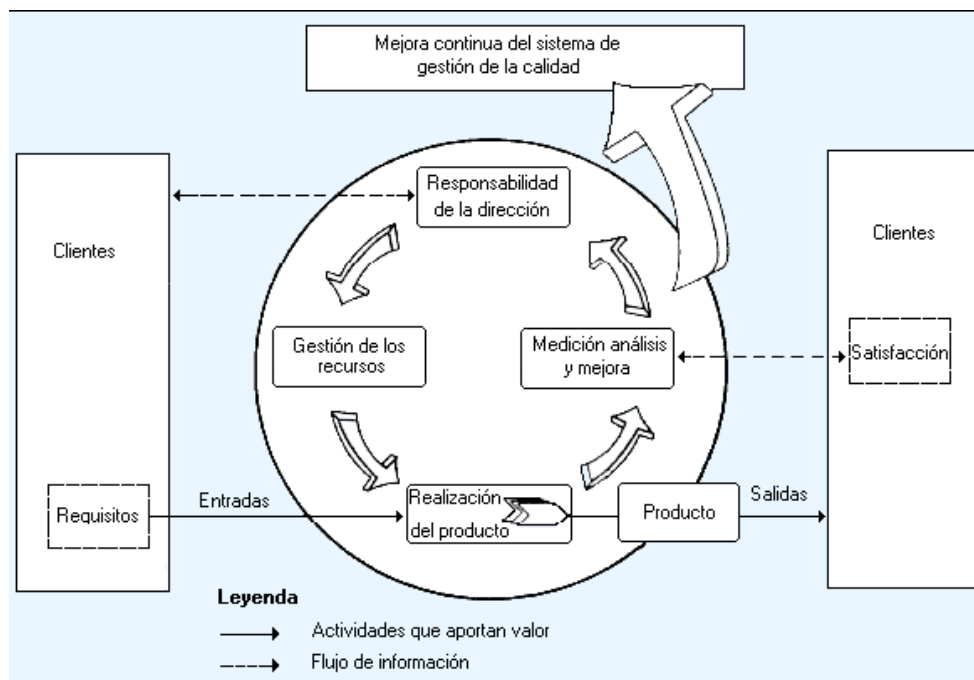 Mejora continua del sistema de
gestión de la calidad
Responsabilidad
de la dirección
Clientes
Clientes
Gestión de los
recursos
Medición análisis
y mejora
Satisfacción
Requisitos
Entradas
Realización
del producto
Producto
Salidas
Leyenda
Actividades que aportan valor
Flujo de información